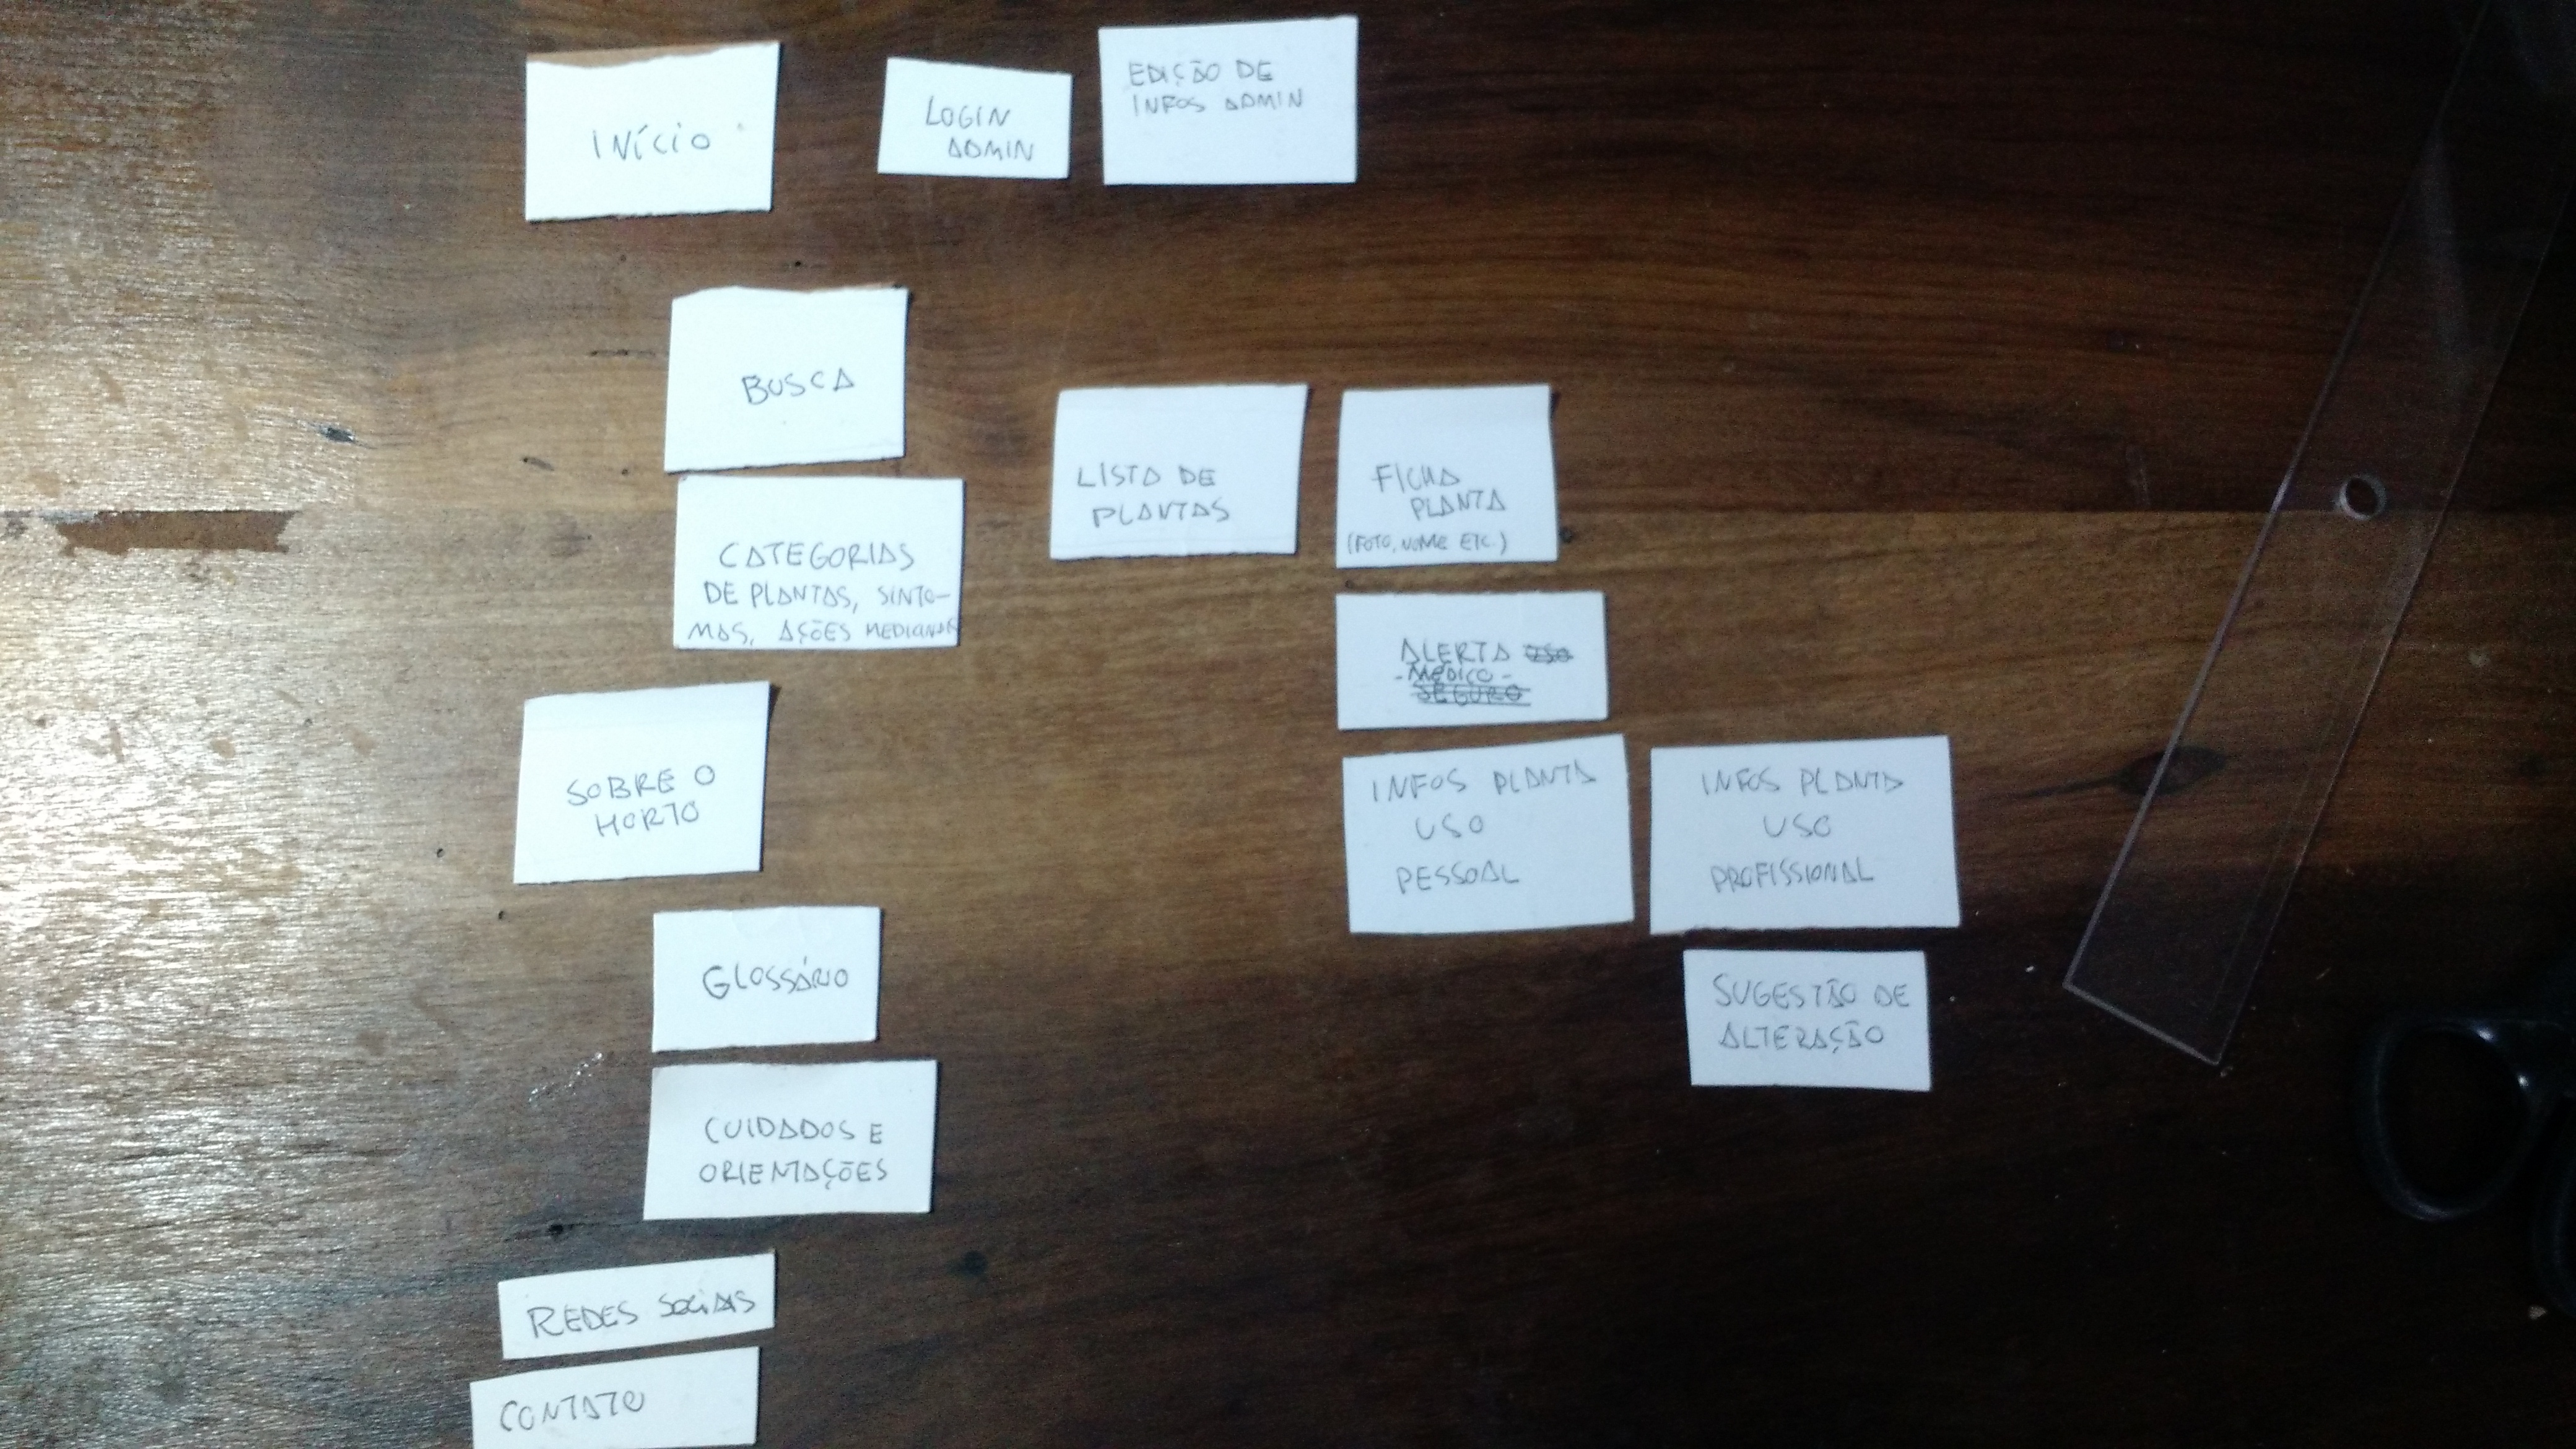 INÍCIO
LOGIN
ADMIN
EDIÇÃO DE
INFOS ADMIN
BUSCA
CATEGORIAS
DE PLANTAS, SINTO-
MAS, AÇÕES MEDICINAIS
LISTA DE
PLANTAS
FICHA
PLANTA
(FOTO, NOME ETC.)
ALERTA USO
-MÉDICO-
SEGURO
INFOS PLANTA
USO
PESSOAL
INFOS PLANTA
USO
PROFISSIONAL
SUGESTÃO DE
ALTERAÇÃO
SOBRE O
HORTO
GLOSSÁRIO
CUIDADOS E
ORIENTAÇÕES
REDES SOCIAIS
CONTATO